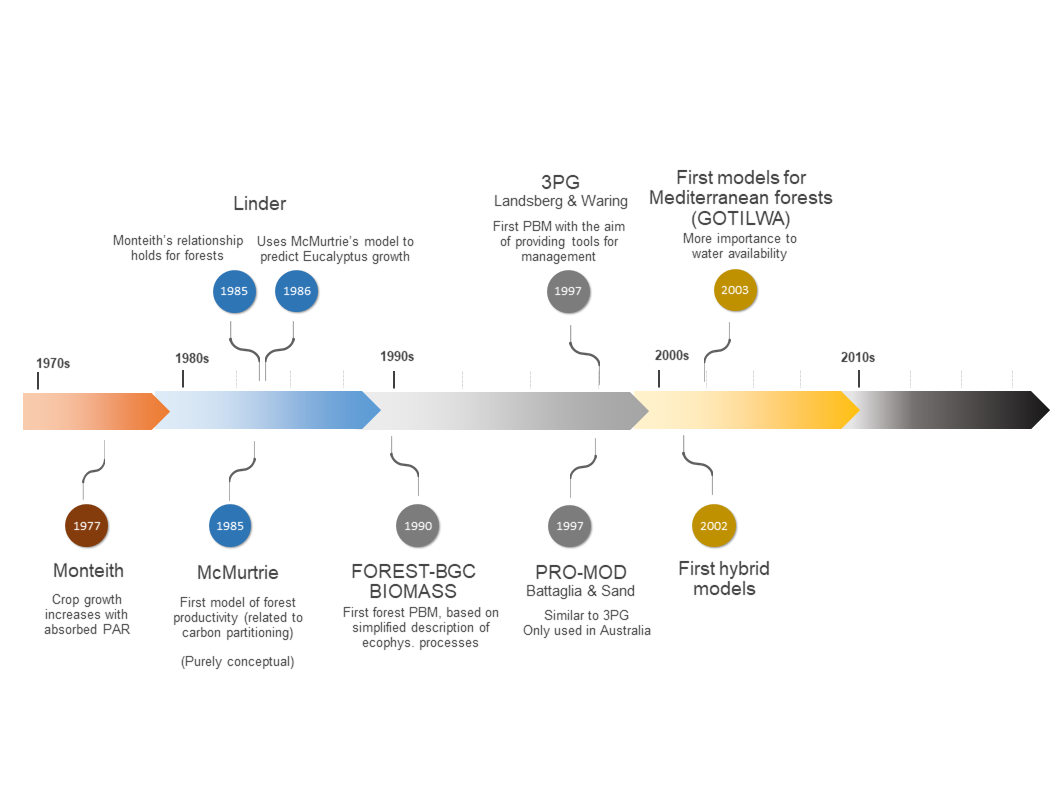 Linder
Monteith's relationship
holds for forests
Uses McMurtrie's model to
predict Eucalyptus growth
1985
1986
3PG
Landsberg & Waring
First PBM with the aim
of providing tools for
management
1997
First models for
Mediterranean forests
(GOTILWA)
More importance to
water availability
2003
1970s
1980s
1990s
2000s
2010s
1977
Monteith
Crop growth
increases with
absorbed PAR
1985
McMurtrie
First model of forest
productivity (related to
carbon partitioning)
(Purely conceptual)
1990
FOREST-BGC
BIOMASS
First forest PBM, based on
simplified description of
ecophys. processes
1997
PRO-MOD
Battaglia & Sand
Similar to 3PG
Only used in Australia
2002
First hybrid
models